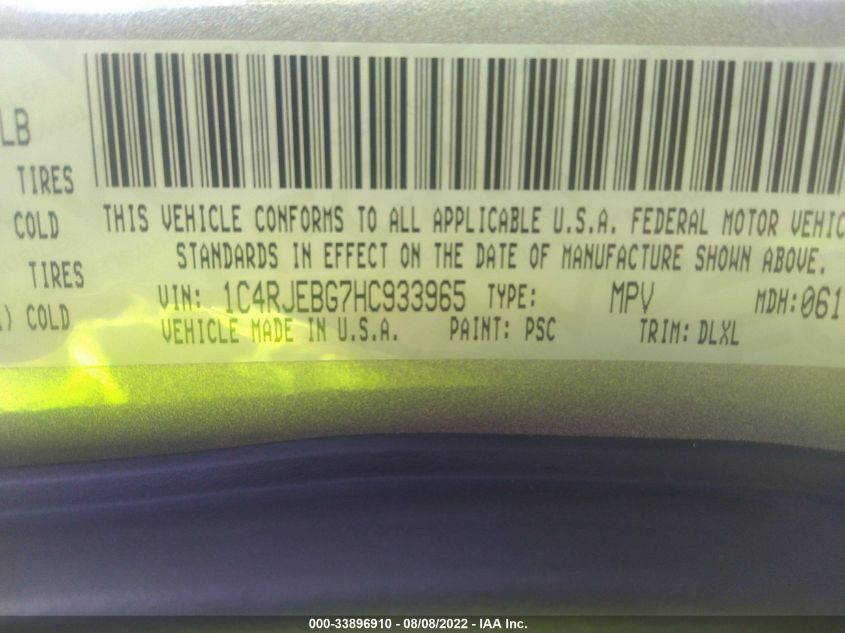 LB
TIRES
COLD
TIRES
) COLD
THIS VEHICLE CONFORMS TO ALL APPLICABLE U.S.A. FEDERAL MOTOR VEHIC
STANDARDS IN EFFECT ON THE DATE OF MANUFACTURE SHOWN ABOVE.
VIN: 1C4RJEBG7HC933965 TYPE: MPV MDH:061
VEHICLE MADE IN U.S.A. PAINT: PSC TRIM: DLXL
000-33896910 - 08/08/2022 - IAA Inc.